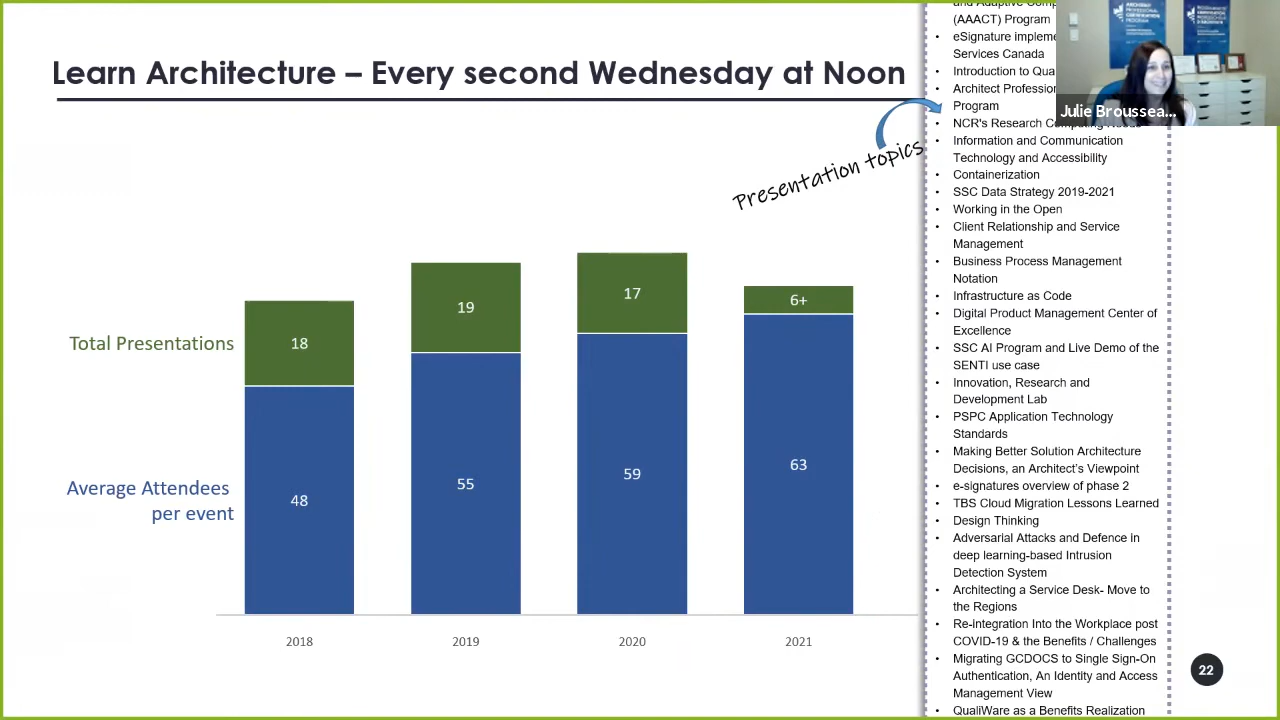 Learn Architecture – Every second Wednesday at Noon
Presentation topics
Total Presentations
Average Attendees
per event
18
48
19
55
17
59
6+
63
2018
2019
2020
2021
(AAACT) Program
eSignature
Services Canada
Introduction to
Architect
Program
NCR's Research Computing Needs
Information and Communication
Technology and Accessibility
Containerization
SSC Data Strategy 2019-2021
Working in the Open
Client Relationship and Service
Management
Business Process Management
Notation
Infrastructure as Code
Digital Product Management Center of
Excellence
SSC AI Program and Live Demo of the
SENTI use case
Innovation, Research and
Development Lab
PSPC Application Technology
Standards
Making Better Solution Architecture
Decisions, an Architect's Viewpoint
e-signatures overview of phase 2
TBS Cloud Migration Lessons Learned
Design Thinking
Adversarial Attacks and Defence in
deep learning-based Intrusion
Detection System
Architecting a Service Desk- Move to
the Regions
Re-integration Into the Workplace post
COVID-19 & the Benefits / Challenges
Migrating GCDOCS to Single Sign-On
Authentication, An Identity and Access
Management View
QualiWare as a Benefits Realization
Julie Broussea...
22